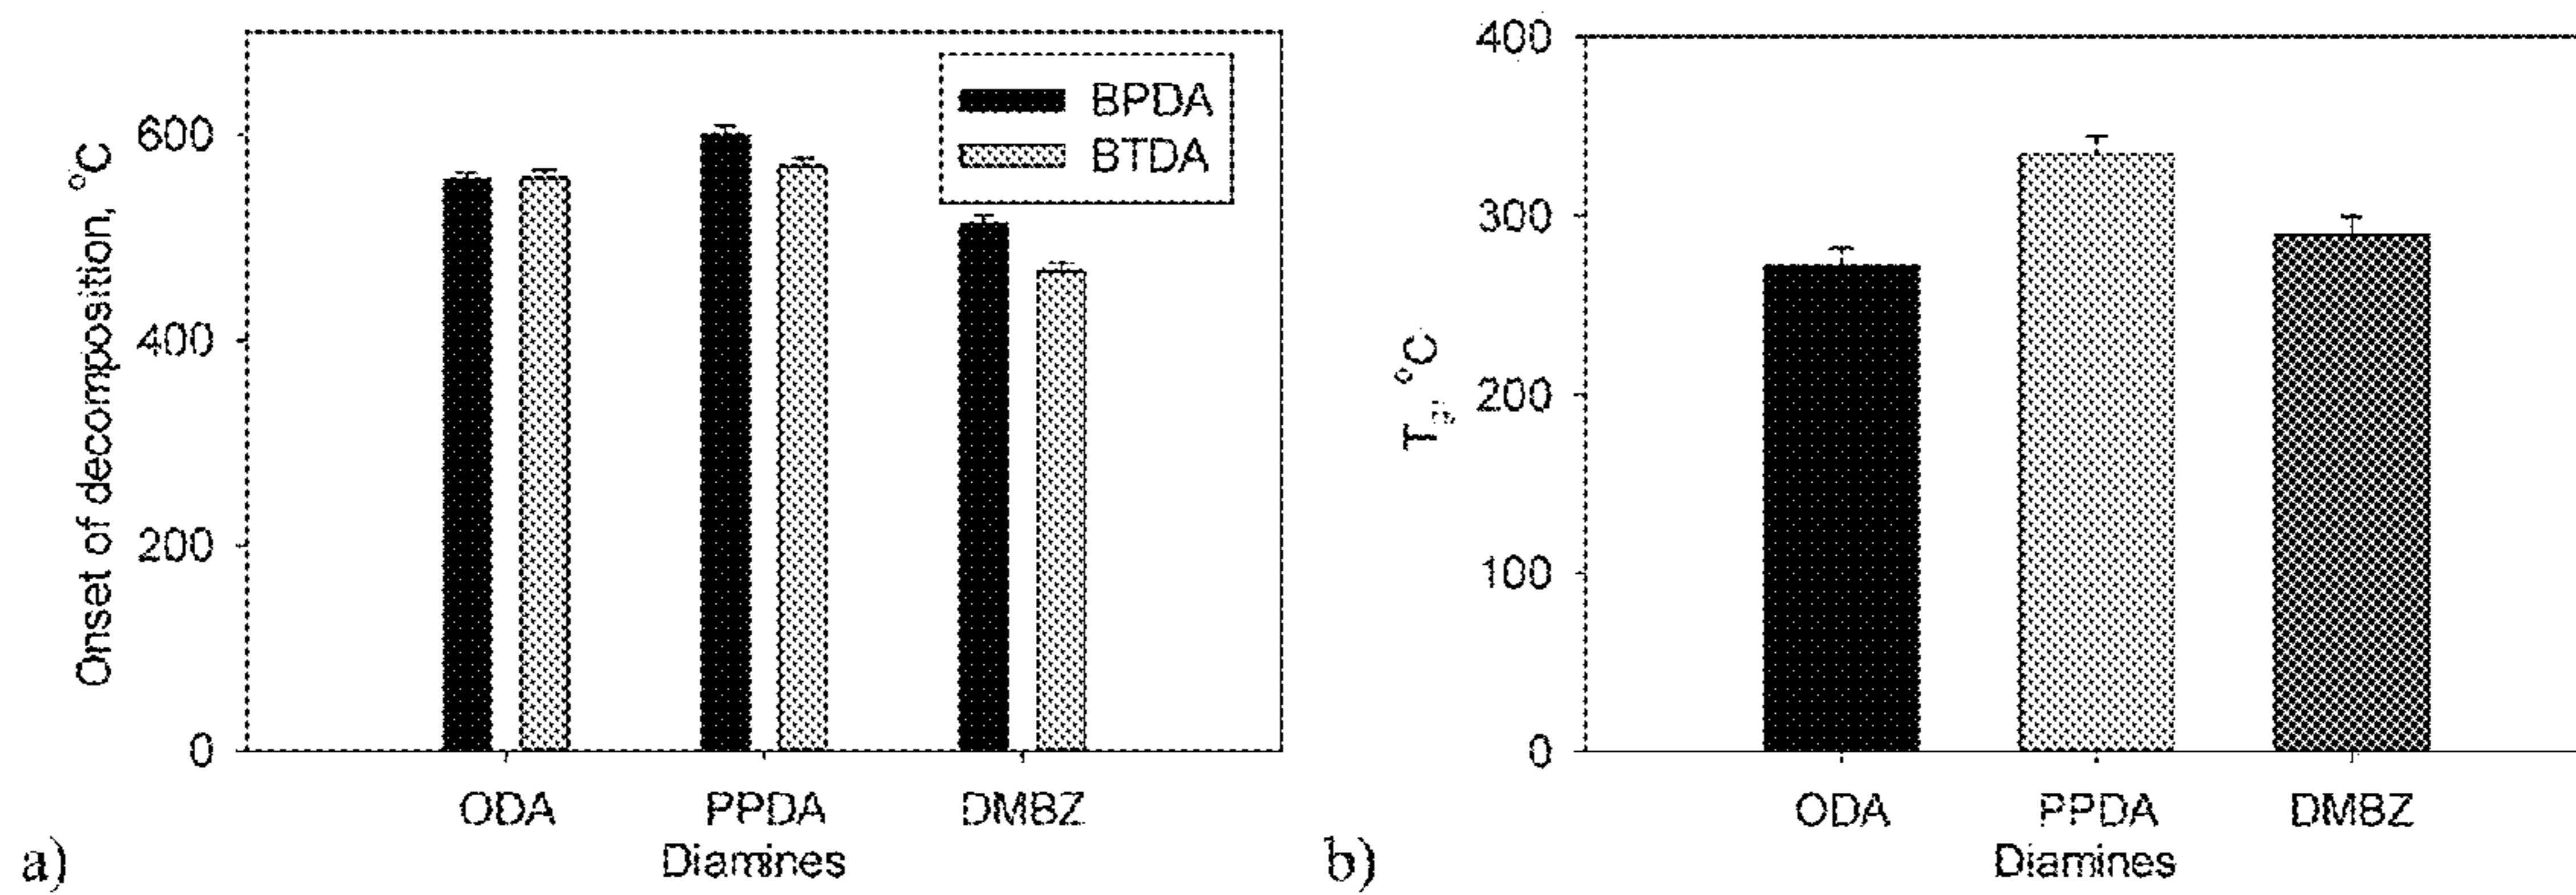 BPDA
BTDA
Onset of decomposition, °C
600
400
200
0
ODA PPDA DMBZ
Diamines
a)
400
300
200
100
0
Tg, °C
ODA PPDA DMBZ
Diamines
b)